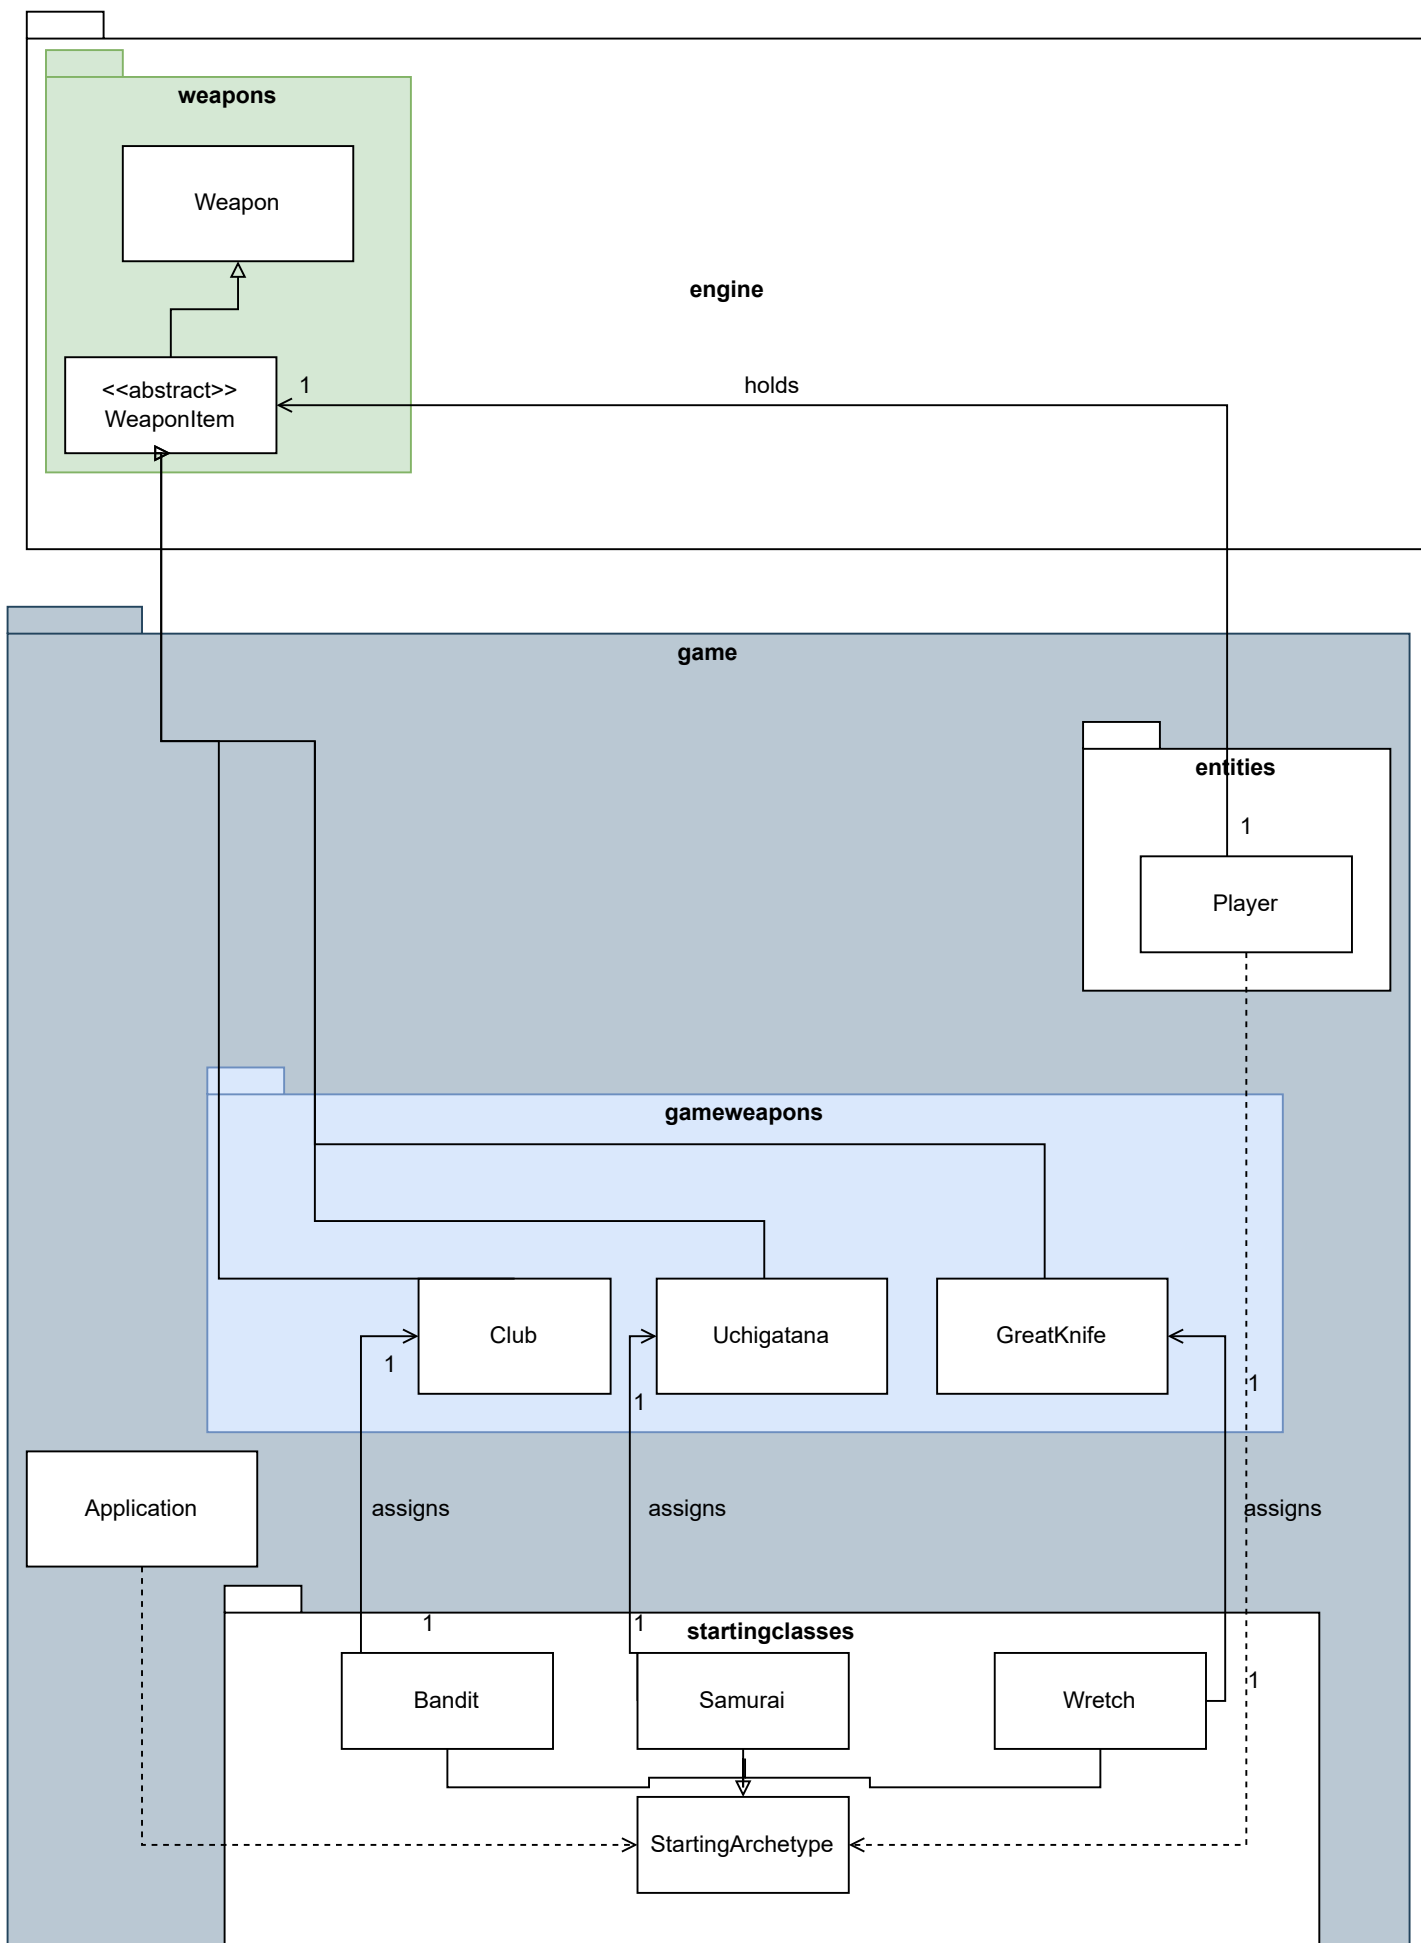 weapons
Weapon
engine
<<abstract>>
WeaponItem
1
holds
game
entities
1
Player
gameweapons
Club
Uchigatana
GreatKnife
1
1
1
Application
assigns
assigns
assigns
1
1
startingclasses
Bandit
Samurai
Wretch
1
StartingArchetype